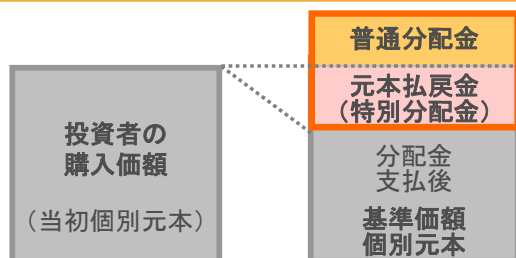 普通分配金
元本払戻金
（特別分配金）
投資者の
購入価額
（当初個別元本）
分配金
支払後
基準価額
個別元本